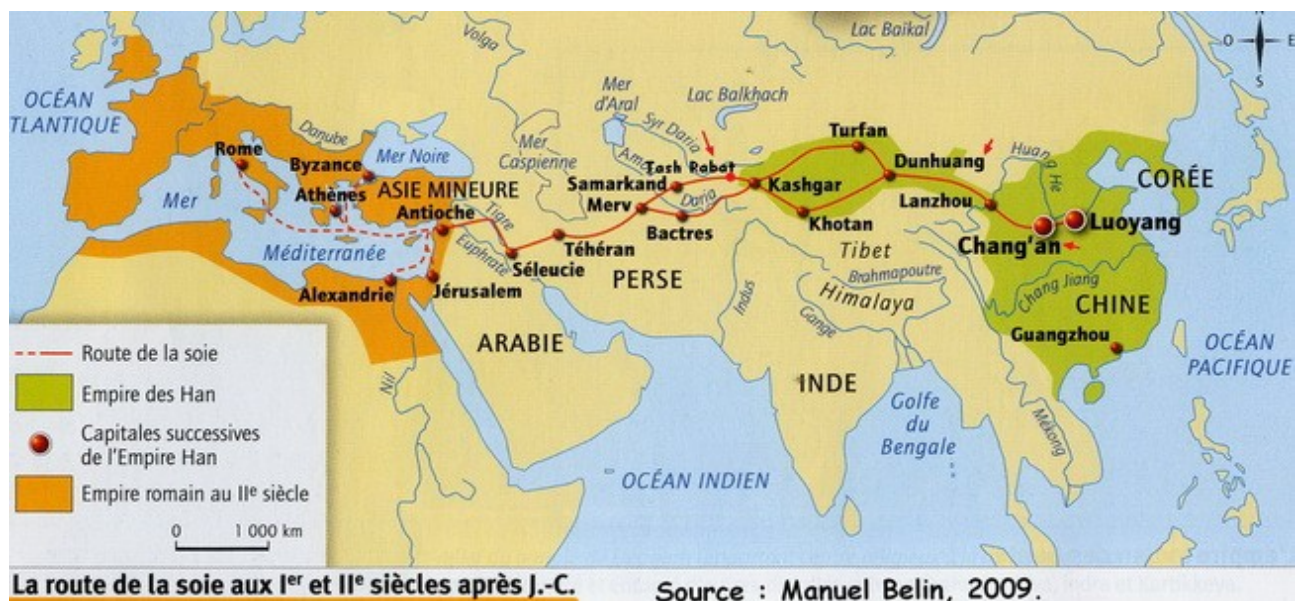 N
O
E
S
Lac Baïkal
Volga
OCÉAN
TLANTIQUE
Mer
d'Aral
Lac Balkhach
Syr Daria
Danube
Mer
Caspienne
Amou
Turfan
Rome
Byzance
Mer Noire
Tash Rabat
Dunhuang
Huang
Hé
Athènes
ASIE MINEURE
Samarkand
Daria
Kashgar
CORÉE
Mer
Antioche
Tigre
Merv
Lanzhou
Bactres
Khotan
Luoyang
Méditerranée
Euphrate
Téhéran
Tibet
Chang'an
Séleucie
PERSE
Brahmapoutre
Alexandrie
Jérusalem
Indus
Himalaya
Chang Jiang
CHINE
Gange
ARABIE
Guangzhou
OCÉAN
PACIFIQUE
Nil
INDE
Golfe
du
Bengale
Mékong
OCÉAN INDIEN
Route de la soie
Empire des Han
Capitales successives
de l'Empire Han
Empire romain au IIe siècle
0 1 000 km
La route de la soie aux Ier et IIe siècles après J.-C.
Source : Manuel Belin, 2009.